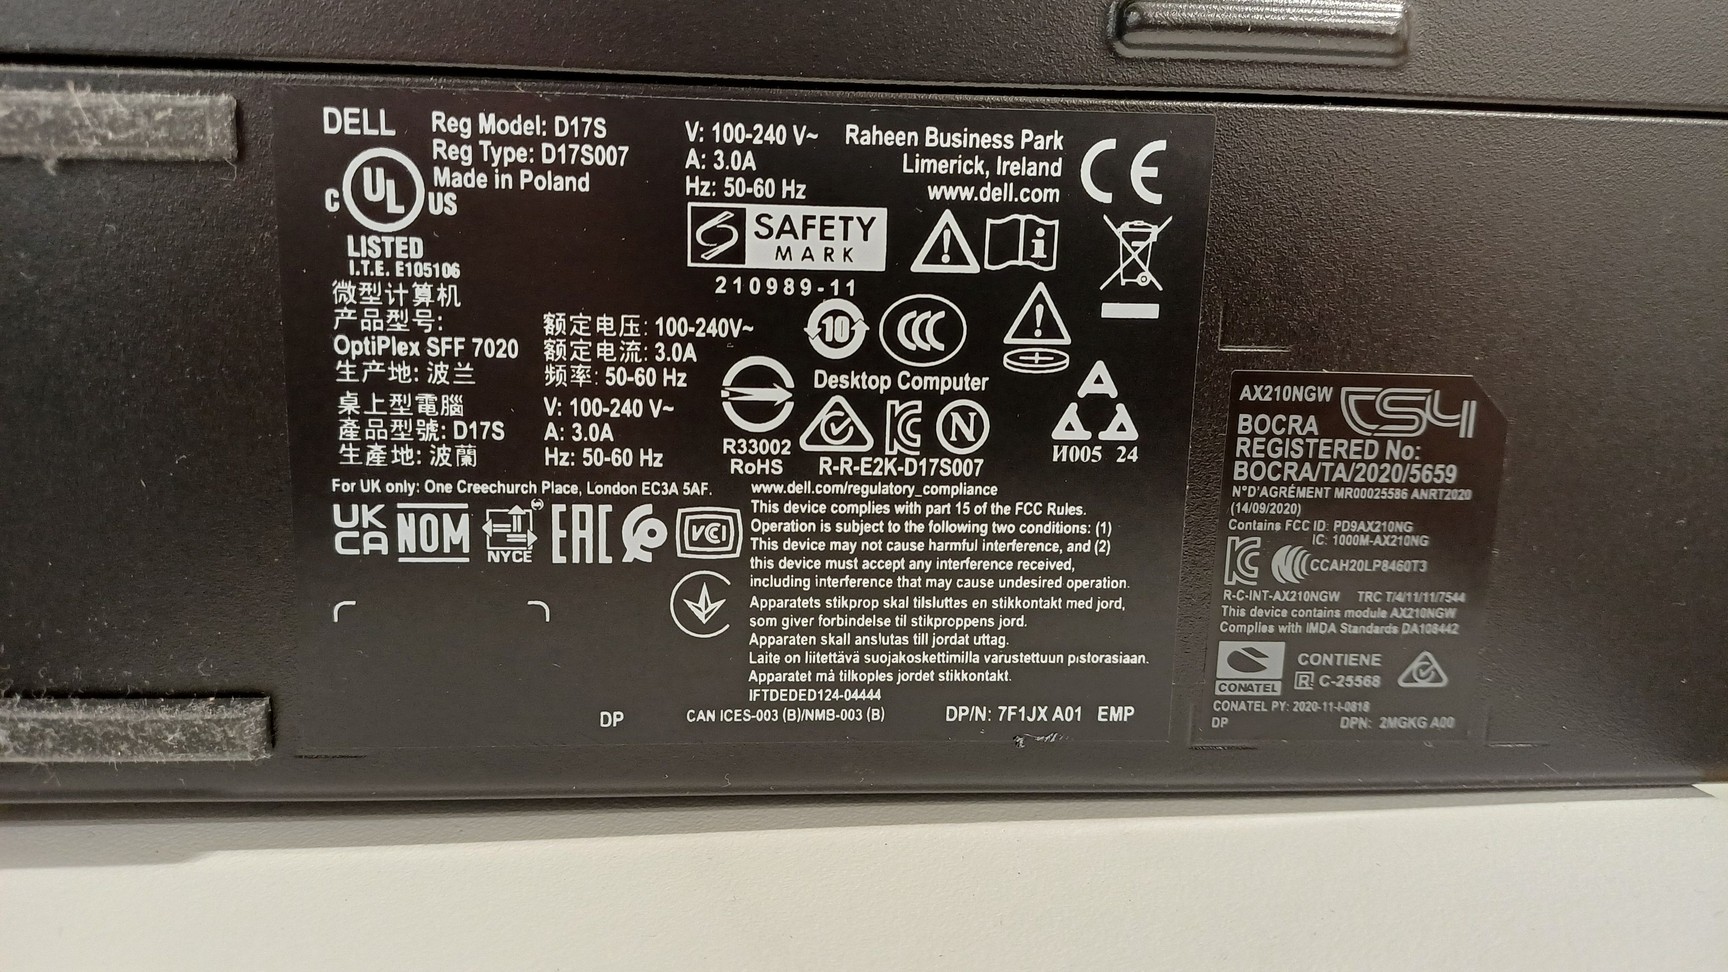 DELL
Reg Model: D17S
Reg Type: D17S007
Made in Poland
C UL US
LISTED
I.T.E. E105106
V: 100-240 V~
A: 3.0A
Hz: 50-60 Hz
Raheen Business Park
Limerick, Ireland
www.dell.com
CE
SAFETY
MARK
210989-11
微型计算机
产品型号:
OptiPlex SFF 7020
生产地: 波兰
额定电压: 100-240V~
额定电流: 3.0A
频率: 50-60 Hz
桌上型電腦
產品型號: D17S
生產地: 波蘭
V: 100-240 V~
A: 3.0A
Hz: 50-60 Hz
10
CCC
Desktop Computer
R33002
RoHS
N
R-R-E2K-D17S007
И005 24
For UK only: One Creechurch Place, London EC3A 5AF.
UK
CA
NOM
NYCE
EAC
VCI
www.dell.com/regulatory_compliance
This device complies with part 15 of the FCC Rules.
Operation is subject to the following two conditions: (1)
This device may not cause harmful interference, and (2)
this device must accept any interference received,
including interference that may cause undesired operation.
Apparatets stikprop skal tilsluttes en stikkontakt med jord,
som giver forbindelse til stikproppens jord.
Apparaten skall anslutas till jordat uttag.
Laite on liitettävä suojakoskettimilla varustettuun pistorasiaan.
Apparatet må tilkoples jordet stikkontakt.
IFTDEDED124-04444
DP
CAN ICES-003 (B)/NMB-003 (B)
DP/N: 7F1JX A01 EMP
AX210NGW
BOCRA
REGISTERED No:
BOCRA/TA/2020/5659
N°D'AGRÉMENT MR00025586 ANRT2020
(14/09/2020)
Contains FCC ID: PD9AX210NG
IC: 1000M-AX210NG
CCAH20LP8460T3
R-C-INT-AX210NGW TRC T/4/11/11/7544
This device contains module AX210NGW
Complies with IMDA Standards DA108442
CONATEL
CONTIENE
R C-25568
CONATEL PY: 2020-11-I-0818
DP
DPN: 2MGKG A00